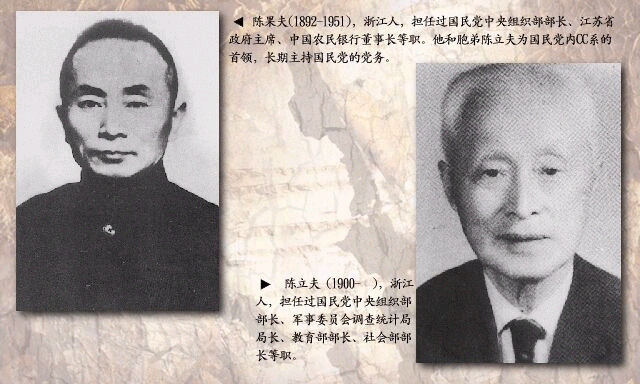 ◀ 陈果夫(1892-1951)，浙江人，担任过国民党中央组织部部长、江苏省
政府主席、中国农民银行董事长等职。他和胞弟陈立夫为国民党内CC系的
首领，长期主持国民党的党务。
▶ 陈立夫（1900- ），浙江
人，担任过国民党中央组织部
部长、军事委员会调查统计局
局长、教育部部长、社会部部
长等职。